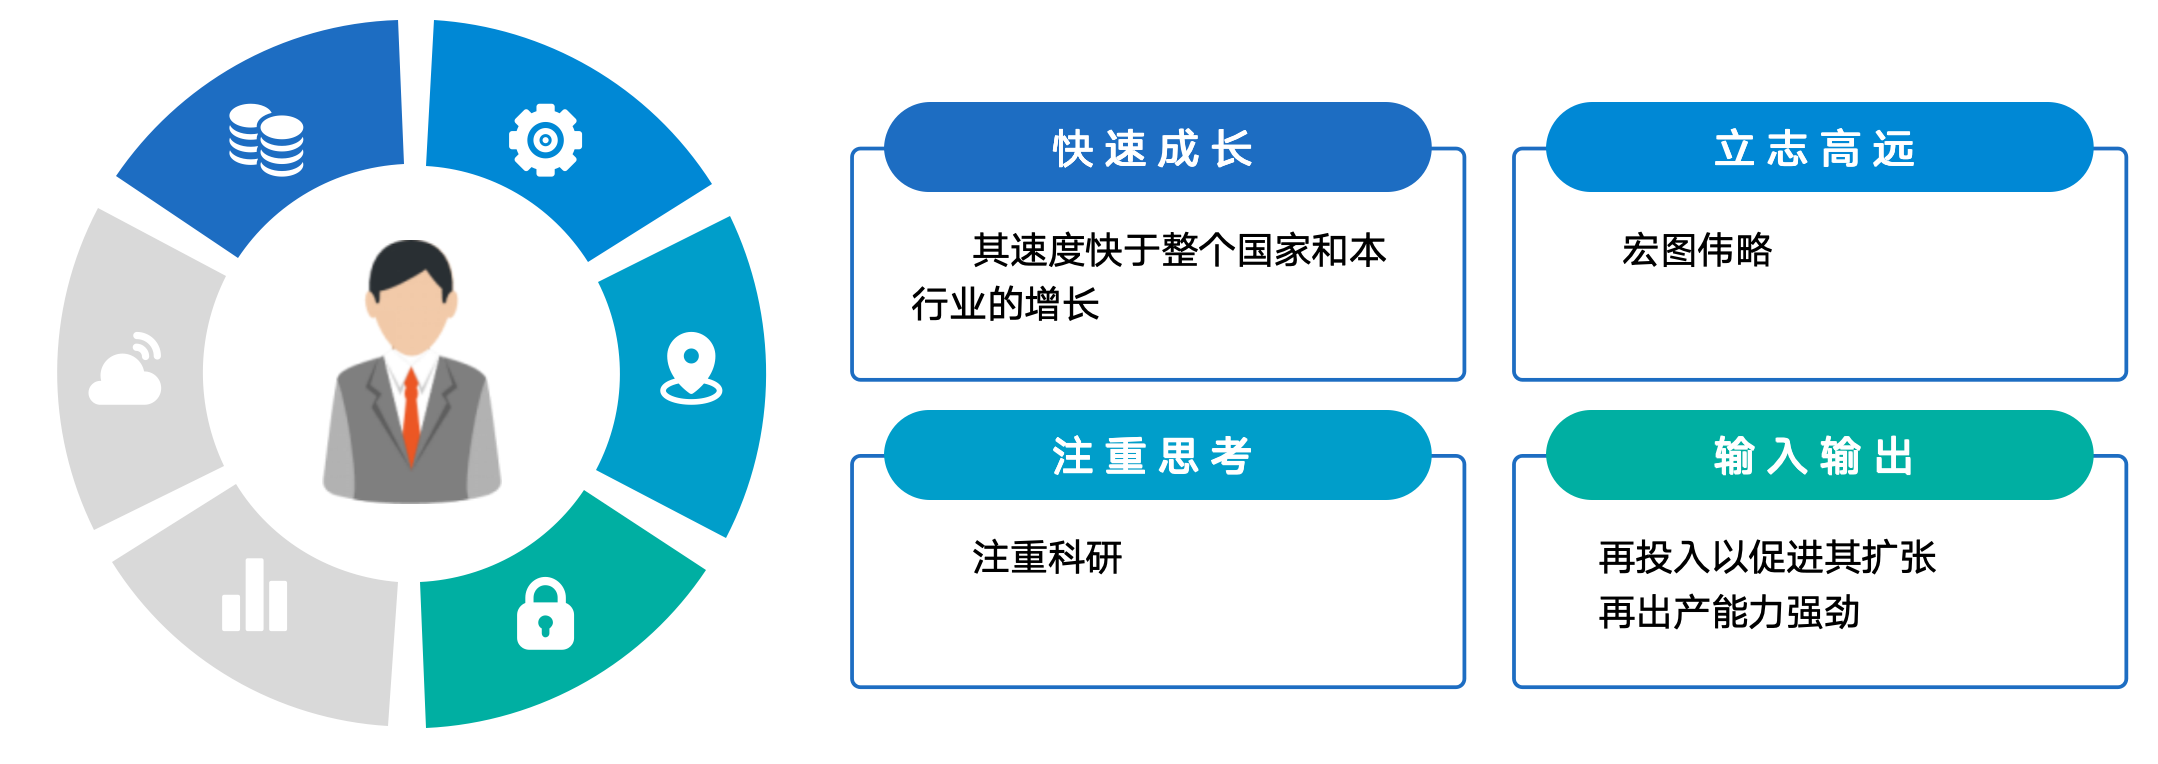 快速成长
其速度快于整个国家和本
行业的增长
立志高远
宏图伟略
注重思考
注重科研
输入输出
再投入以促进其扩张
再出产能力强劲